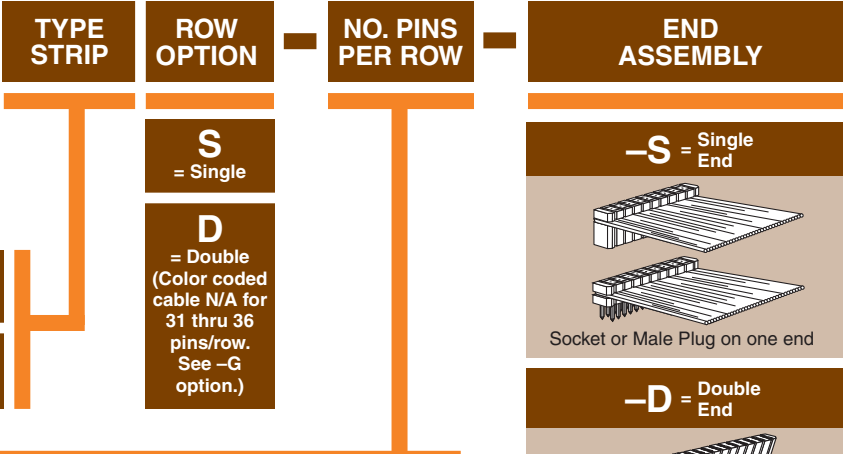 TYPE
STRIP
ROW
OPTION
NO. PINS
PER ROW
END
ASSEMBLY
S
= Single
D
= Double
(Color coded
cable N/A for
31 thru 36
pins/row.
See –G
option.)
–S = Single
End
Socket or Male Plug on one end
–D = Double
End